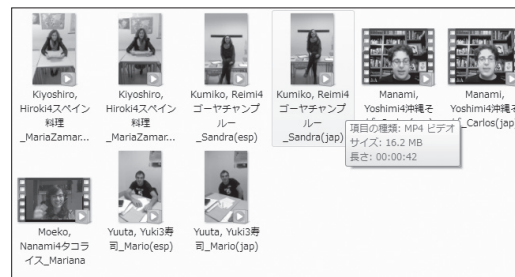 Kiyoshiro,
Hiroki4スペイン
料理
_MariaZamar...
Kiyoshiro,
Hiroki4スペイン
料理
_MariaZamar...
Kumiko, Reimi4
ゴーヤチャンプ
ルー
_Sandra(esp)
Kumiko, Reimi4
ゴーヤチャンプ
ルー
_Sandra(jap)
Manami,
Yoshimi4沖縄そ
Manami,
Yoshimi4沖縄そ
_Carlos(jap
項目の種類: MP4 ビデオ
サイズ: 16.2 MB
長さ: 00:00:42
Moeko,
Nanami4タコラ
イス_Mariana
Yuuta, Yuki3寿
司_Mario(esp)
Yuuta, Yuki3寿
司_Mario(jap)